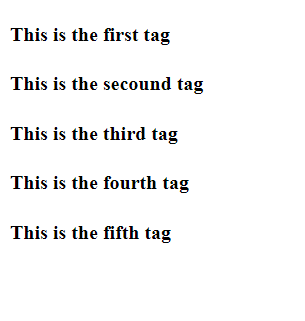 This is the first tag
This is the secound tag
This is the third tag
This is the fourth tag
This is the fifth tag